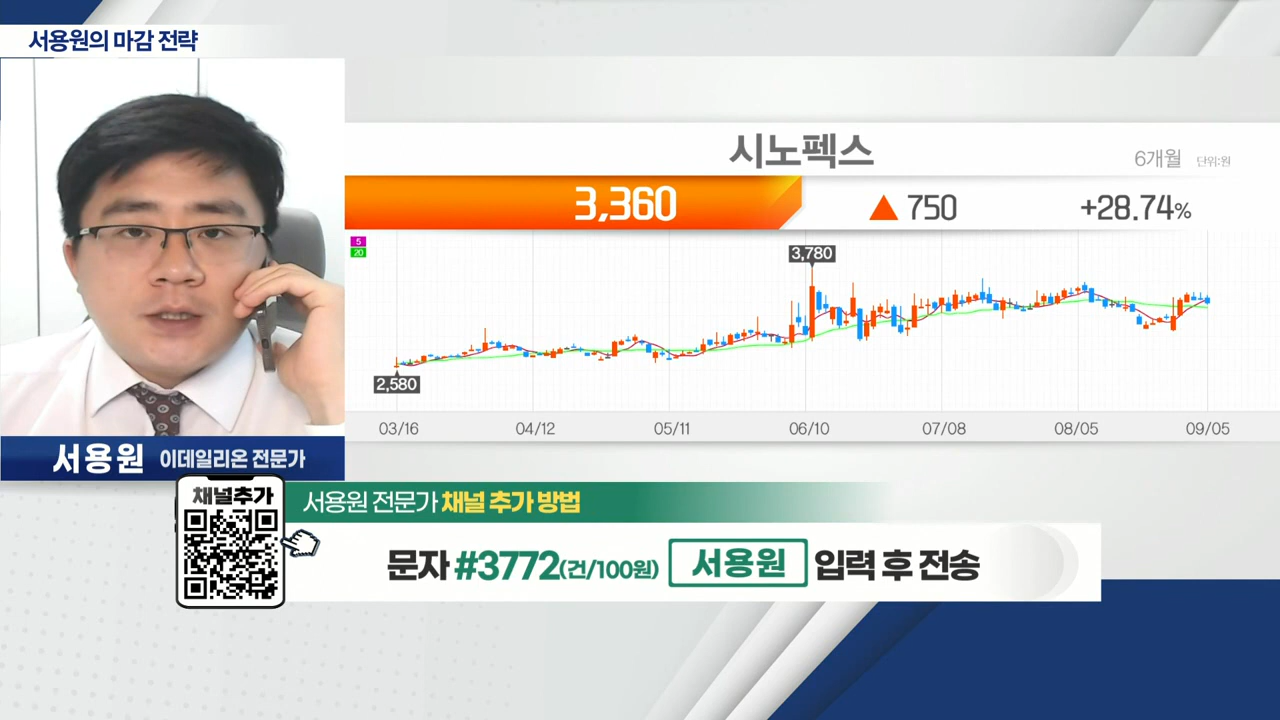 서용원의 마감 전략
시노펙스
6개월 단위:원
3,360 ▲ 750 +28.74%
5
20
3,780
2,580
03/16 04/12 05/11 06/10 07/08 08/05 09/05
서용원 이데일리온 전문가
채널추가
서용원 전문가 채널 추가 방법
문자 #3772(건/100원) 서용원 입력 후 전송